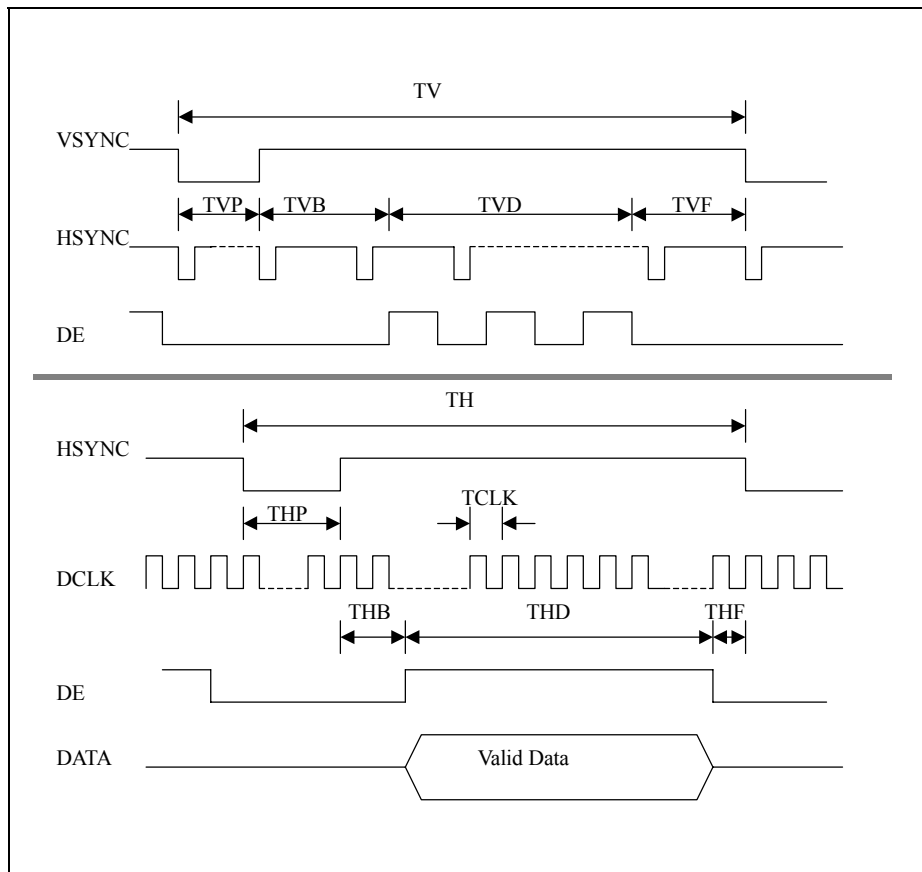 TV
VSYNC
TVP TVB TVD TVF
HSYNC
DE
TH
HSYNC
TCLK
THP
DCLK
THB THD THF
DE
DATA Valid Data